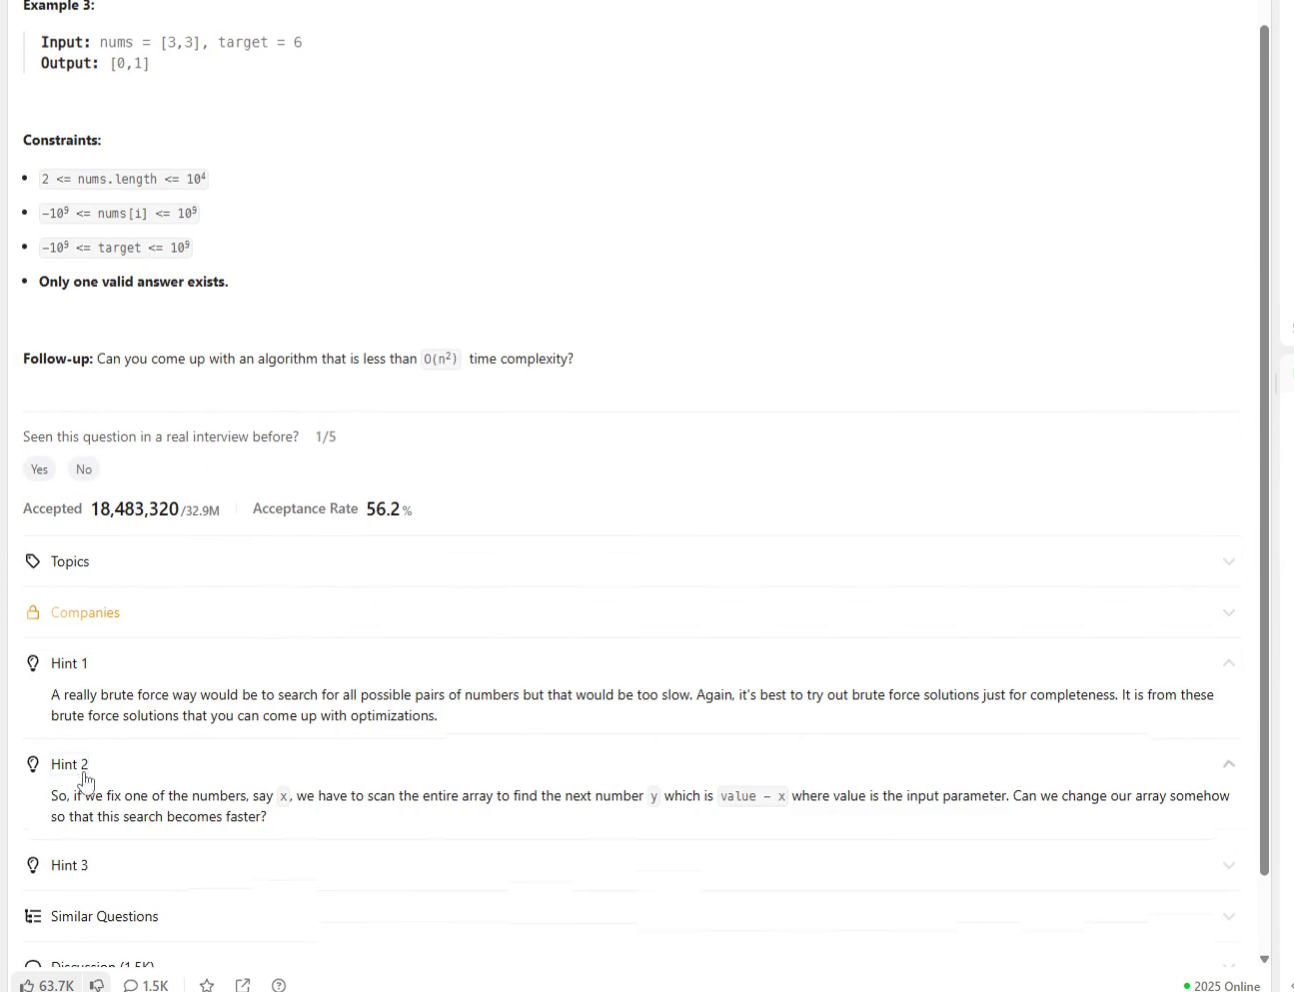 Example 3:
Input: nums = [3,3], target = 6
Output: [0,1]
Constraints:
• 2 <= nums.length <= 10⁴
• -10⁹ <= nums[i] <= 10⁹
• -10⁹ <= target <= 10⁹
• Only one valid answer exists.
Follow-up: Can you come up with an algorithm that is less than O(n²) time complexity?
Seen this question in a real interview before? 1/5
Yes No
Accepted 18,483,320/32.9M Acceptance Rate 56.2%
Topics
Companies
Hint 1
A really brute force way would be to search for all possible pairs of numbers but that would be too slow. Again, it's best to try out brute force solutions just for completeness. It is from these
brute force solutions that you can come up with optimizations.
Hint 2
So, if we fix one of the numbers, say x, we have to scan the entire array to find the next number y which is value - x where value is the input parameter. Can we change our array somehow
so that this search becomes faster?
Hint 3
Similar Questions
Discussion (1.5K)
63.7K 1.5K 2025 Online